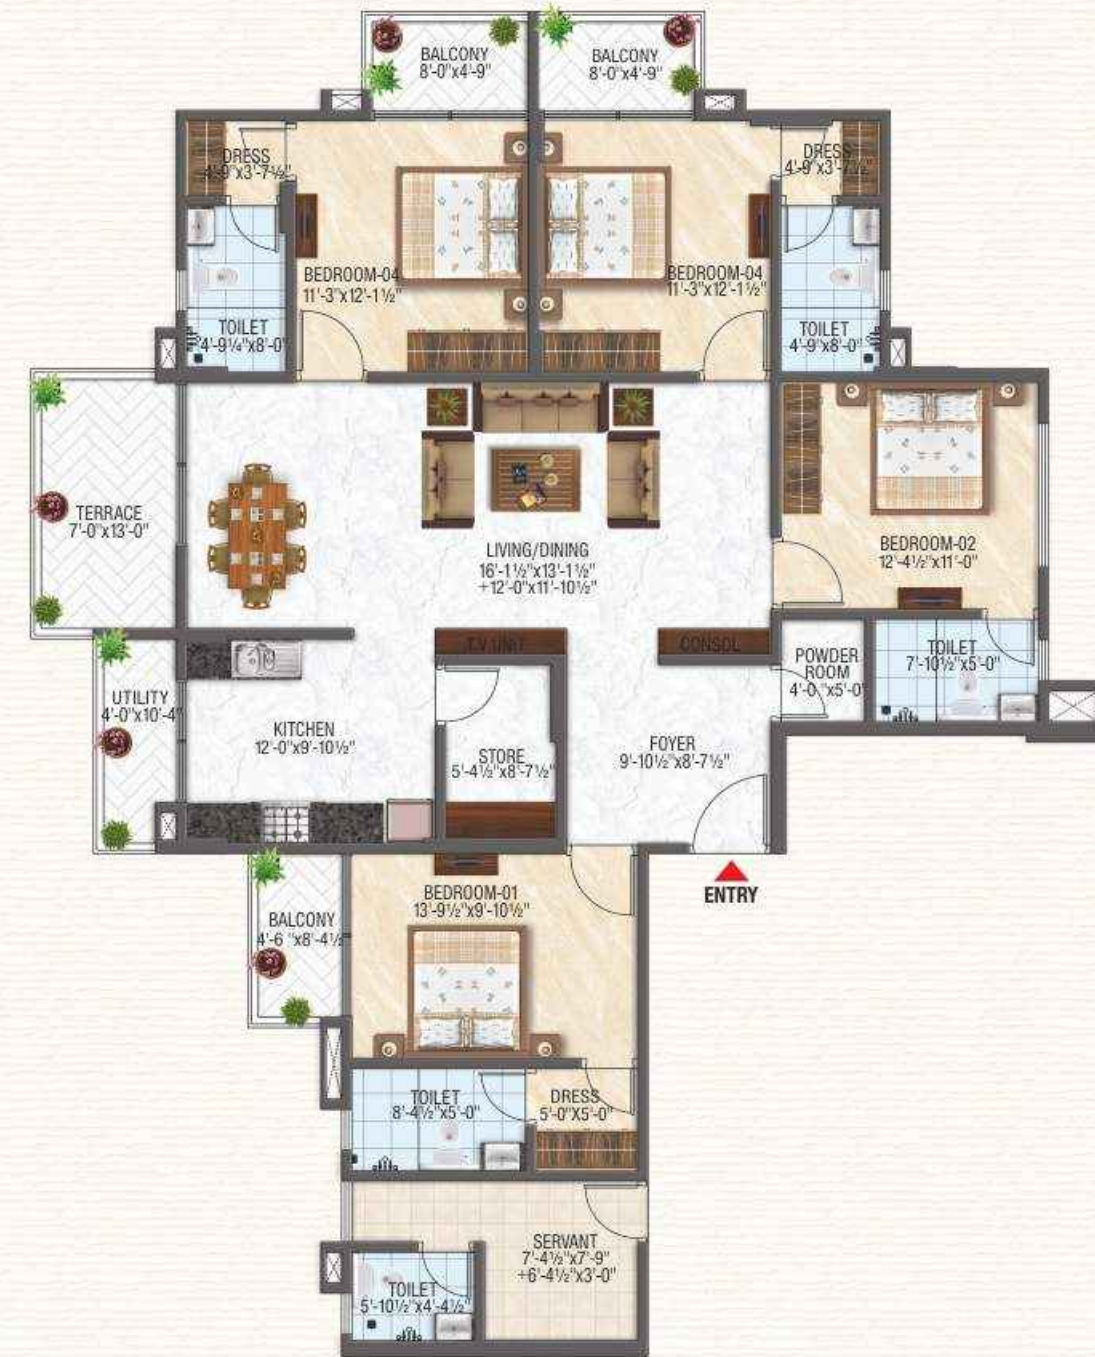 BALCONY
8'-0"x4'-9"
BALCONY
8'-0"x4'-9"
DRESS
4'-9"x3'-7½"
DRESS
4'-9"x3'-7½"
BEDROOM-04
11'-3"x12'-1½"
BEDROOM-04
11'-3"x12'-1½"
TOILET
4'-9¼"x8'-0"
TOILET
4'-9"x8'-0"
TERRACE
7'-0"x13'-0"
LIVING/DINING
16'-1½"x13'-1½"
+12'-0"x11'-10½"
BEDROOM-02
12'-4½"x11'-0"
T.V. UNIT
CONSOL
POWDER
ROOM
4'-0"x5'-0"
TOILET
7'-10½"x5'-0"
UTILITY
4'-0"x10'-4"
KITCHEN
12'-0"x9'-10½"
STORE
5'-4½"x8'-7½"
FOYER
9'-10½"x8'-7½"
ENTRY
BEDROOM-01
13'-9½"x9'-10½"
BALCONY
4'-6"x8'-4½"
TOILET
8'-4½"x5'-0"
DRESS
5'-0"X5'-0"
SERVANT
7'-4½"x7'-9"
+6'-4½"x3'-0"
TOILET
5'-10½"x4'-4½"